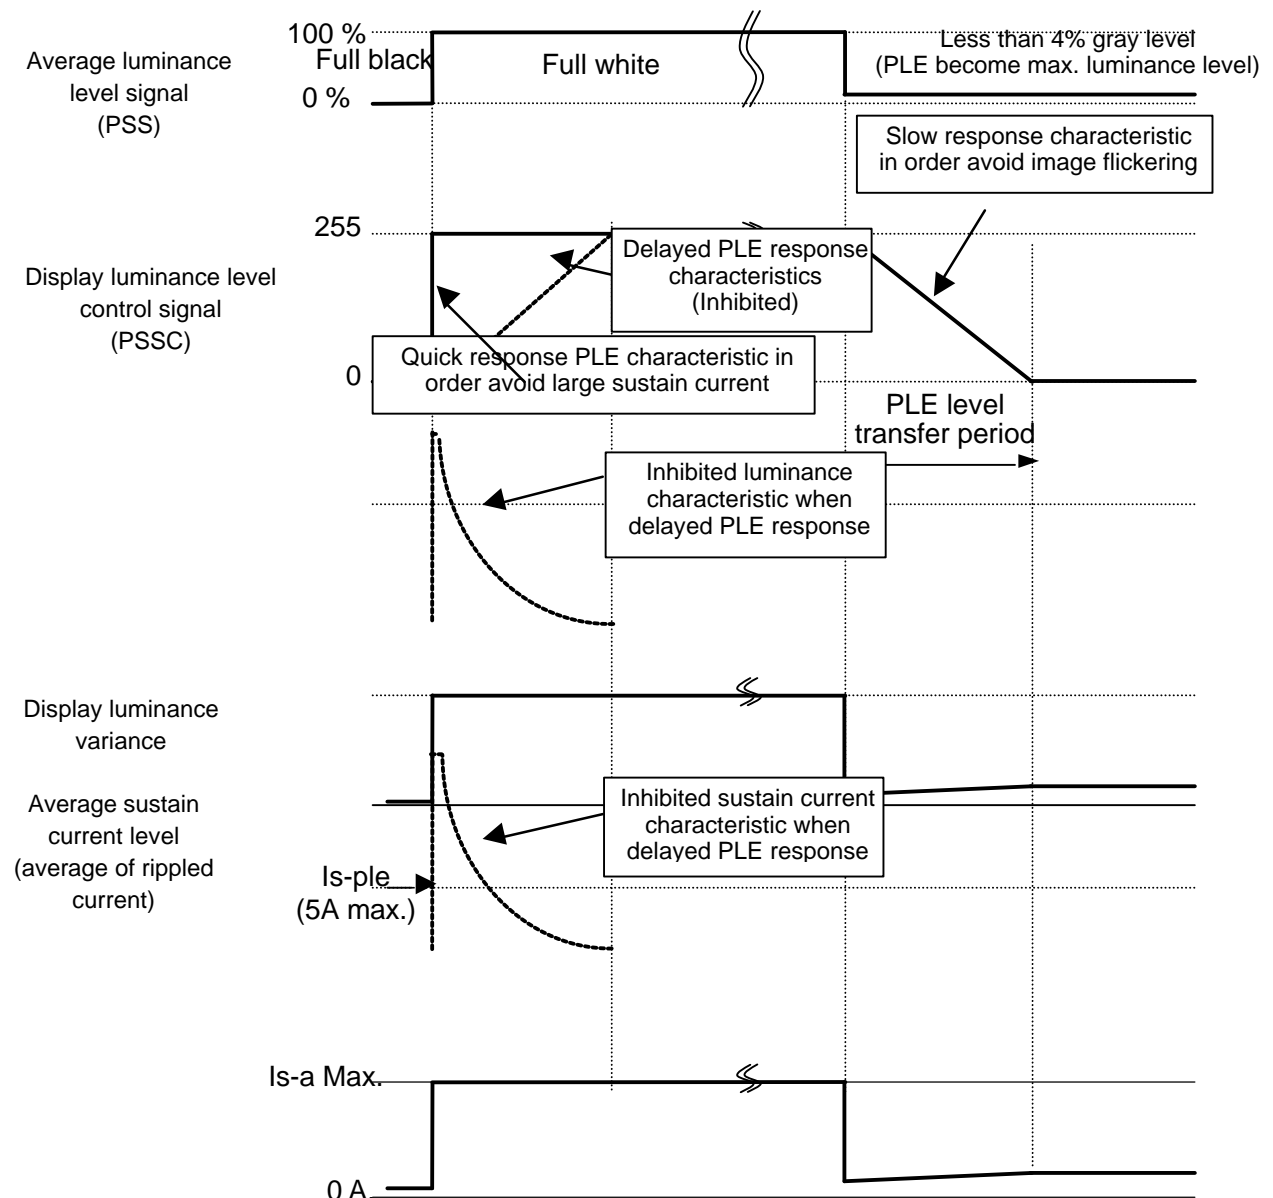 100 %
Full black
Full white
Less than 4% gray level
(PLE become max. luminance level)
Average luminance
level signal
(PSS)
0 %
Slow response characteristic
in order avoid image flickering
255
Delayed PLE response
characteristics
(Inhibited)
Display luminance level
control signal
(PSSC)
Quick response PLE characteristic in
order avoid large sustain current
0
PLE level
transfer period
Inhibited luminance
characteristic when
delayed PLE response
Display luminance
variance
Average sustain
current level
(average of rippled
current)
Inhibited sustain current
characteristic when
delayed PLE response
Is-ple
(5A max.)
Is-a Max.
0 A